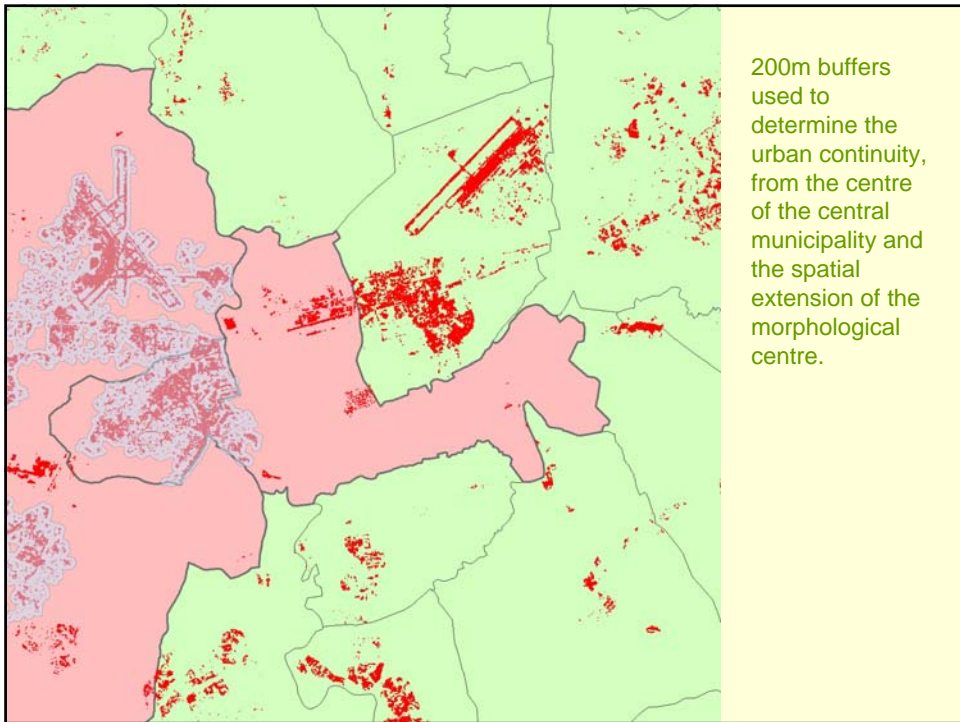 200m buffers
used to
determine the
urban continuity,
from the centre
of the central
municipality and
the spatial
extension of the
morphological
centre.